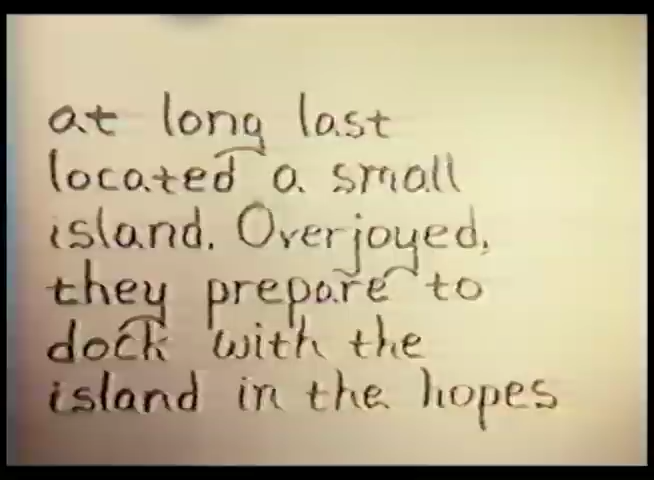 at long last
located a small
island. Overjoyed,
they prepare to
dock with the
island in the hopes